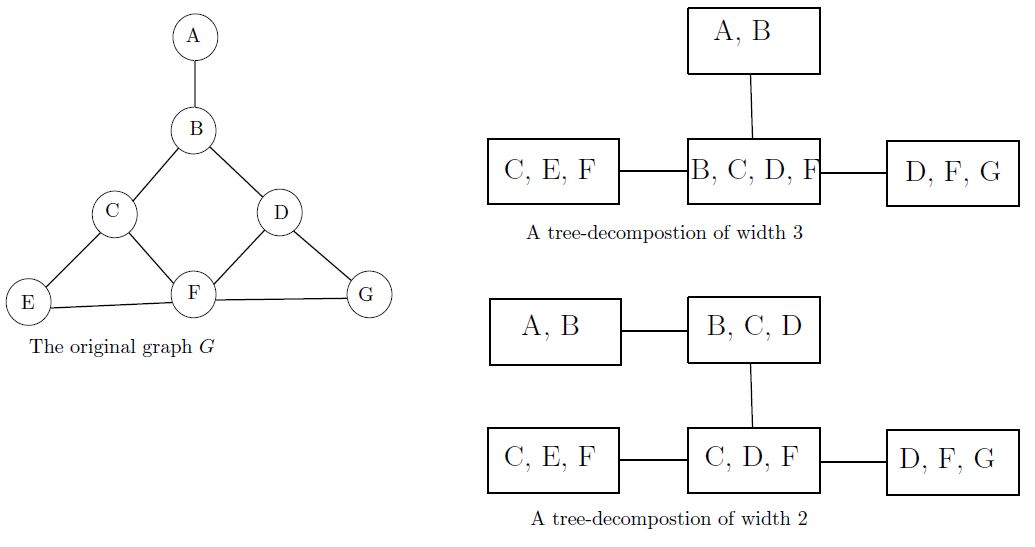 A
B
C
D
E
F
G
The original graph G
A, B
C, E, F
B, C, D, F
D, F, G
A tree-decompostion of width 3
A, B
B, C, D
C, E, F
C, D, F
D, F, G
A tree-decompostion of width 2